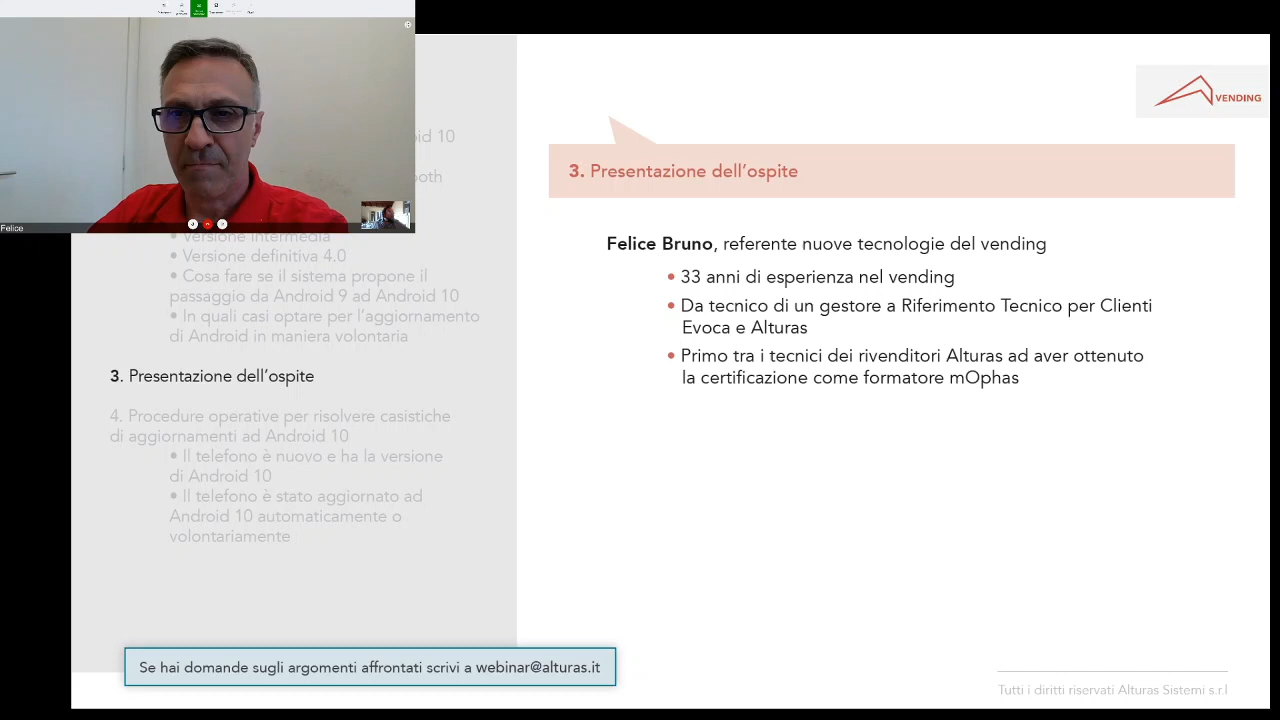 Felice
oid 10
ooth
• Versione intermedia
• Versione definitiva 4.0
• Cosa fare se il sistema propone il
passaggio da Android 9 ad Android 10
• In quali casi optare per l'aggiornamento
di Android in maniera volontaria
3. Presentazione dell'ospite
4. Procedure operative per risolvere casistiche
di aggiornamenti ad Android 10
• Il telefono è nuovo e ha la versione
di Android 10
• Il telefono è stato aggiornato ad
Android 10 automaticamente o
volontariamente
Se hai domande sugli argomenti affrontati scrivi a webinar@alturas.it
VENDING
3. Presentazione dell'ospite
Felice Bruno, referente nuove tecnologie del vending
• 33 anni di esperienza nel vending
• Da tecnico di un gestore a Riferimento Tecnico per Clienti
Evoca e Alturas
• Primo tra i tecnici dei rivenditori Alturas ad aver ottenuto
la certificazione come formatore mOphas
Tutti i diritti riservati Alturas Sistemi s.r.l